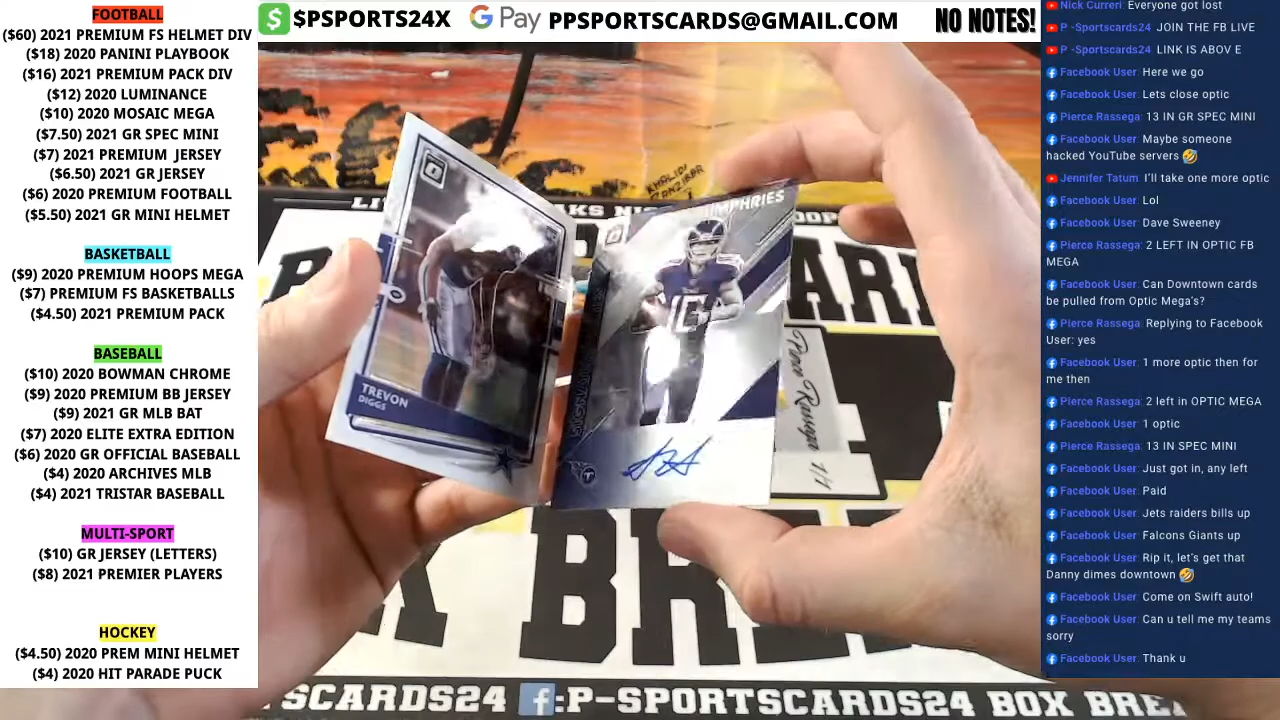 FOOTBALL
($60) 2021 PREMIUM FS HELMET DIV
($18) 2020 PANINI PLAYBOOK
($16) 2021 PREMIUM PACK DIV
($12) 2020 LUMINANCE
($10) 2020 MOSAIC MEGA
($7.50) 2021 GR SPEC MINI
($7) 2021 PREMIUM JERSEY
($6.50) 2021 GR JERSEY
($6) 2020 PREMIUM FOOTBALL
($5.50) 2021 GR MINI HELMET
BASKETBALL
($9) 2020 PREMIUM HOOPS MEGA
($7) PREMIUM FS BASKETBALLS
($4.50) 2021 PREMIUM PACK
BASEBALL
($10) 2020 BOWMAN CHROME
($9) 2020 PREMIUM BB JERSEY
($9) 2021 GR MLB BAT
($7) 2020 ELITE EXTRA EDITION
($6) 2020 GR OFFICIAL BASEBALL
($4) 2020 ARCHIVES MLB
($4) 2021 TRISTAR BASEBALL
MULTI-SPORT
($10) GR JERSEY (LETTERS)
($8) 2021 PREMIER PLAYERS
HOCKEY
($4.50) 2020 PREM MINI HELMET
($4) 2020 HIT PARADE PUCK
$PSPORTS24X
G Pay PPSPORTSCARDS@GMAIL.COM
NO NOTES!
TREVON
DIGGS
10
SCARDS24 f:P-SPORTSCARDS24 BOX BRE
Nick Curreri: Everyone got lost
P -Sportscards24 JOIN THE FB LIVE
P -Sportscards24 LINK IS ABOV E
Facebook User: Here we go
Facebook User: Lets close optic
Pierce Rassega: 13 IN GR SPEC MINI
Facebook User: Maybe someone
hacked YouTube servers 🤣
Jennifer Tatum: I'll take one more optic
Facebook User: Lol
Facebook User: Dave Sweeney
Pierce Rassega: 2 LEFT IN OPTIC FB
MEGA
Facebook User: Can Downtown cards
be pulled from Optic Mega's?
Pierce Rassega: Replying to Facebook
User: yes
Facebook User: 1 more optic then for
me then
Pierce Rassega: 2 left in OPTIC MEGA
Facebook User: 1 optic
Pierce Rassega: 13 IN SPEC MINI
Facebook User: Just got in, any left
Facebook User: Paid
Facebook User: Jets raiders bills up
Facebook User: Falcons Giants up
Facebook User: Rip it, let's get that
Danny dimes downtown 🤣
Facebook User: Come on Swift auto!
Facebook User: Can u tell me my teams
sorry
Facebook User: Thank u